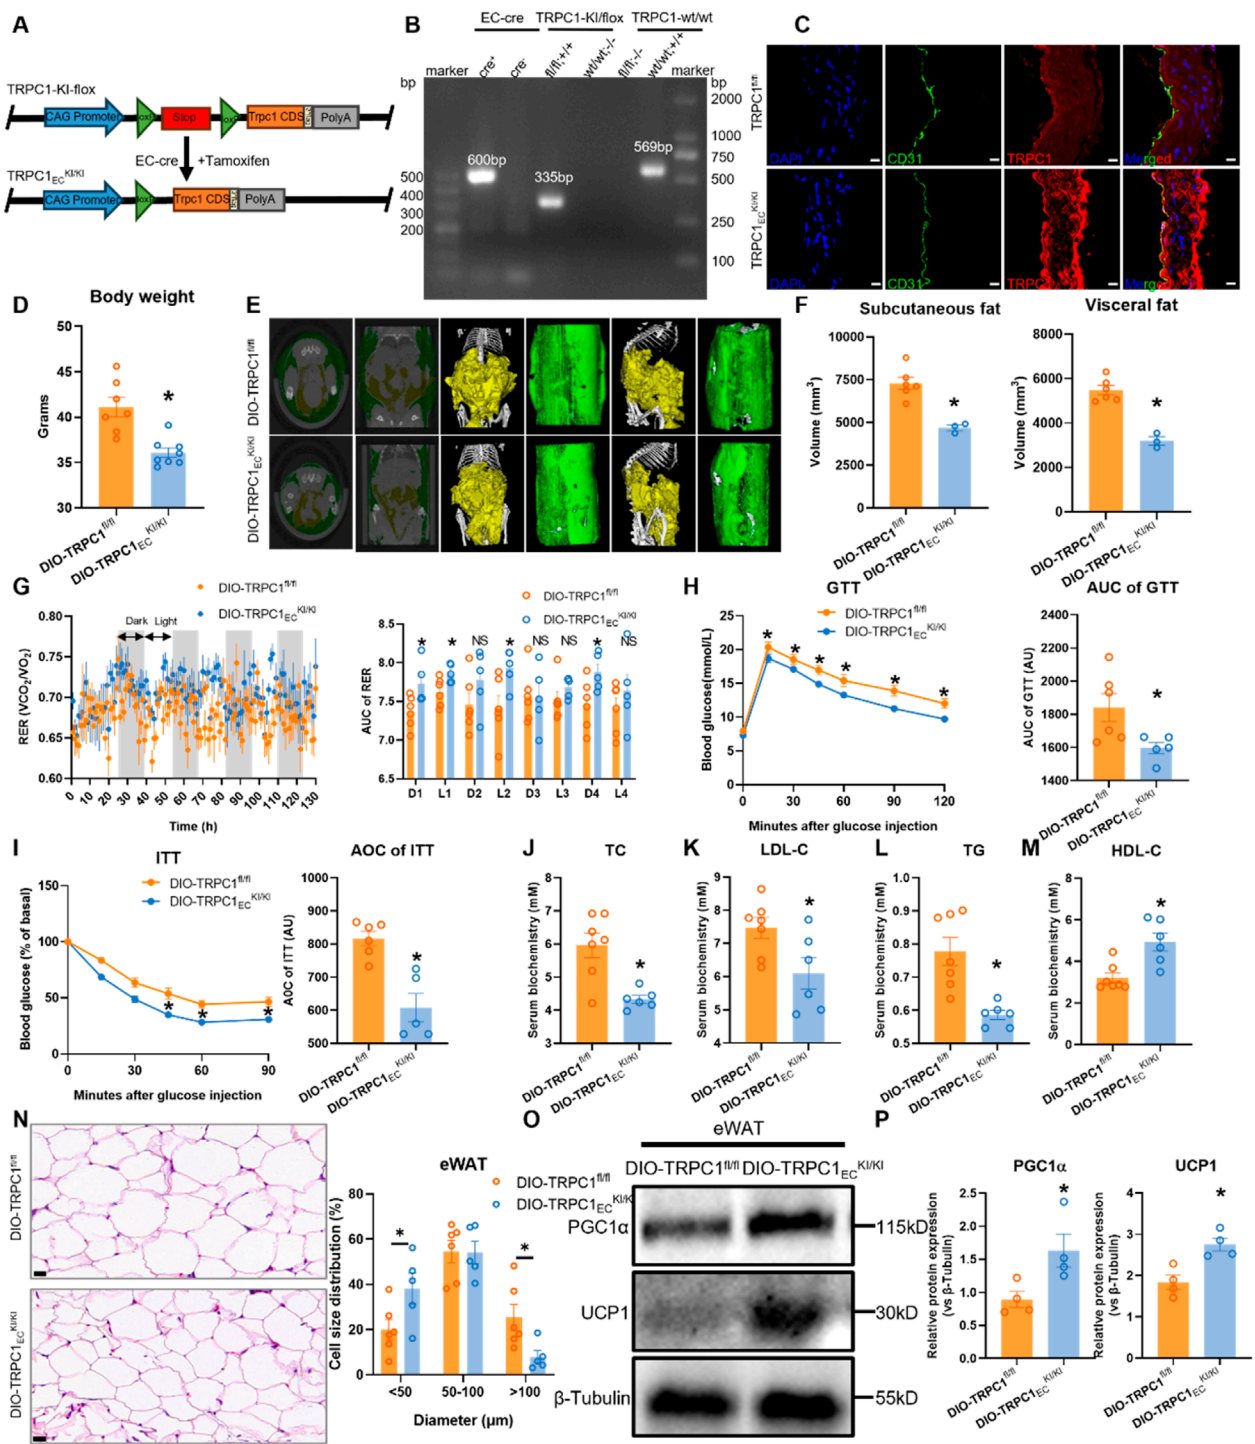 A
TRPC1-KI-flox
CAG Promoter
Stop
Trpc1 CDS
PolyA
EC-cre
+Tamoxifen
TRPC1EC KI/KI
CAG Promoter
Trpc1 CDS
PolyA
B
EC-cre TRPC1-KI/flox TRPC1-wt/wt
bp marker cre+ cre- fl/fl;+/+ wt/wt;-/- fl/fl;-/- wt/wt;+/+ marker bp
600bp
335bp
569bp
500
400
300
200
2000
1000
750
500
250
100
C
TRPC1fl/fl
DAPI CD31 TRPC1 Merged
TRPC1EC KI/KI
DAPI CD31 TRPC1 Merged
D
Body weight
Grams
50
45
40
35
30
*
DIO-TRPC1fl/fl
DIO-TRPC1EC KI/KI
E
DIO-TRPC1fl/fl
DIO-TRPC1EC KI/KI
F
Subcutaneous fat
Volume (mm3)
10000
7500
5000
2500
0
*
DIO-TRPC1fl/fl
DIO-TRPC1EC KI/KI
Visceral fat
Volume (mm3)
8000
6000
4000
2000
0
*
DIO-TRPC1fl/fl
DIO-TRPC1EC KI/KI
G
DIO-TRPC1fl/fl
DIO-TRPC1EC KI/KI
RER (VCO2/VO2)
0.80
0.75
0.70
0.65
0.60
Dark Light
0 10 20 30 40 50 60 70 80 90 100 110 120 130
Time (h)
DIO-TRPC1fl/fl
DIO-TRPC1EC KI/KI
AUC of RER
8.5
8.0
7.5
7.0
6.5
* * NS * NS NS * NS
D1 L1 D2 L2 D3 L3 D4 L4
H
GTT
DIO-TRPC1fl/fl
DIO-TRPC1EC KI/KI
Blood glucose(mmol/L)
25
20
15
10
5
0
* * * * * *
0 30 60 90 120
Minutes after glucose injection
AUC of GTT
AUC of GTT (AU)
2400
2200
2000
1800
1600
1400
*
DIO-TRPC1fl/fl
DIO-TRPC1EC KI/KI
I
ITT
DIO-TRPC1fl/fl
DIO-TRPC1EC KI/KI
Blood glucose (% of basal)
150
100
50
0
* * *
0 30 60 90
Minutes after glucose injection
AOC of ITT
A0C of ITT (AU)
1000
900
800
700
600
500
*
DIO-TRPC1fl/fl
DIO-TRPC1EC KI/KI
J
TC
Serum biochemistry (mM)
8
7
6
5
4
3
*
DIO-TRPC1fl/fl
DIO-TRPC1EC KI/KI
K
LDL-C
Serum biochemistry (mM)
9
8
7
6
5
4
*
DIO-TRPC1fl/fl
DIO-TRPC1EC KI/KI
L
TG
Serum biochemistry (mM)
1.0
0.9
0.8
0.7
0.6
0.5
*
DIO-TRPC1fl/fl
DIO-TRPC1EC KI/KI
M
HDL-C
Serum biochemistry (mM)
8
6
4
2
0
*
DIO-TRPC1fl/fl
DIO-TRPC1EC KI/KI
N
DIO-TRPC1fl/fl
DIO-TRPC1EC KI/KI
eWAT
DIO-TRPC1fl/fl
DIO-TRPC1EC KI/K
Cell size distribution (%)
80
60
40
20
0
* *
<50 50-100 >100
Diameter (μm)
O
eWAT
DIO-TRPC1fl/fl DIO-TRPC1EC KI/KI
PGC1α 115kD
UCP1 30kD
β-Tubulin 55kD
P
PGC1α
Relative protein expression
(vs β-Tubulin)
2.5
2.0
1.5
1.0
0.5
0.0
*
DIO-TRPC1fl/fl
DIO-TRPC1EC KI/KI
UCP1
Relative protein expression
(vs β-Tubulin)
4
3
2
1
0
*
DIO-TRPC1fl/fl
DIO-TRPC1EC KI/KI